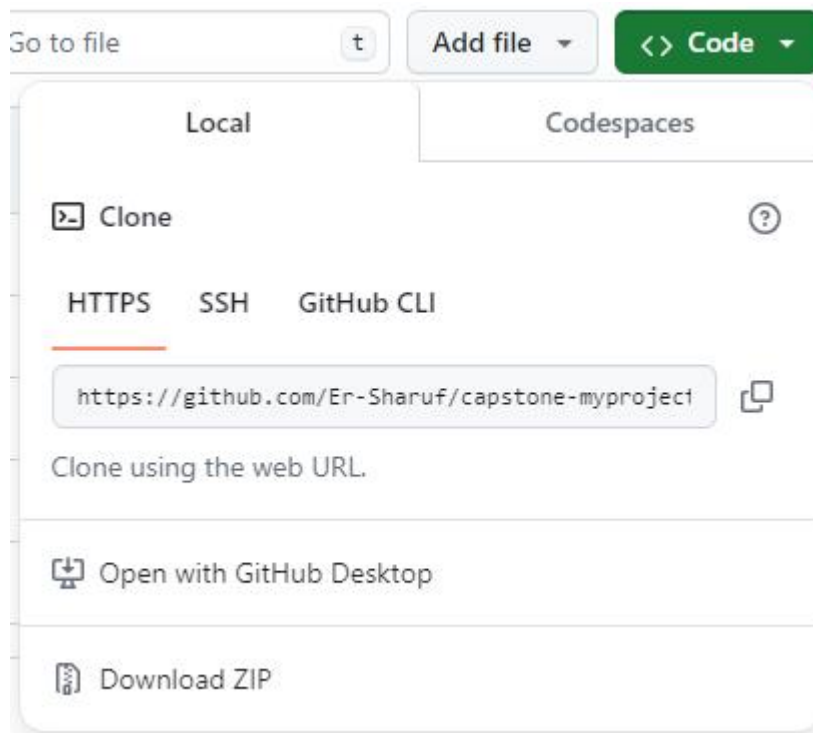 Go to file t Add file <> Code
Local Codespaces
Clone
HTTPS SSH GitHub CLI
https://github.com/Er-Sharuf/capstone-myproject
Clone using the web URL.
Open with GitHub Desktop
Download ZIP